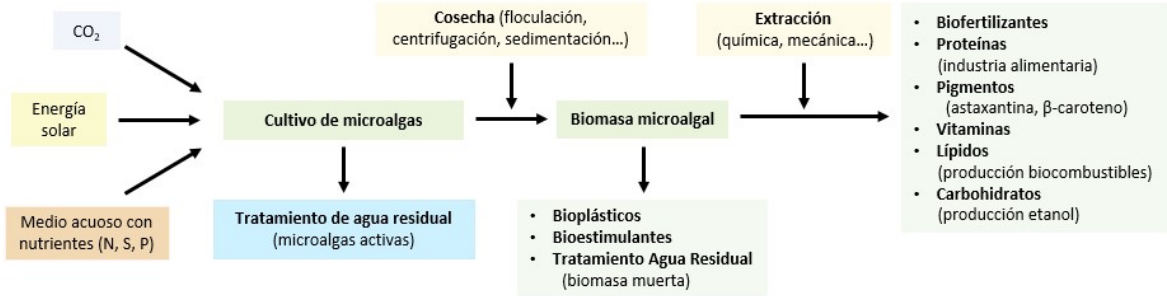 CO₂
Energía
solar
Medio acuoso con
nutrientes (N, S, P)
Cultivo de microalgas
Tratamiento de agua residual
(microalgas activas)
Cosecha (floculación,
centrifugación, sedimentación…)
Biomasa microalgal
• Bioplásticos
• Bioestimulantes
• Tratamiento Agua Residual
(biomasa muerta)
Extracción
(química, mecánica…)
• Biofertilizantes
• Proteínas
(industria alimentaria)
• Pigmentos
(astaxantina, β-caroteno)
• Vitaminas
• Lípidos
(producción biocombustibles)
• Carbohidratos
(producción etanol)